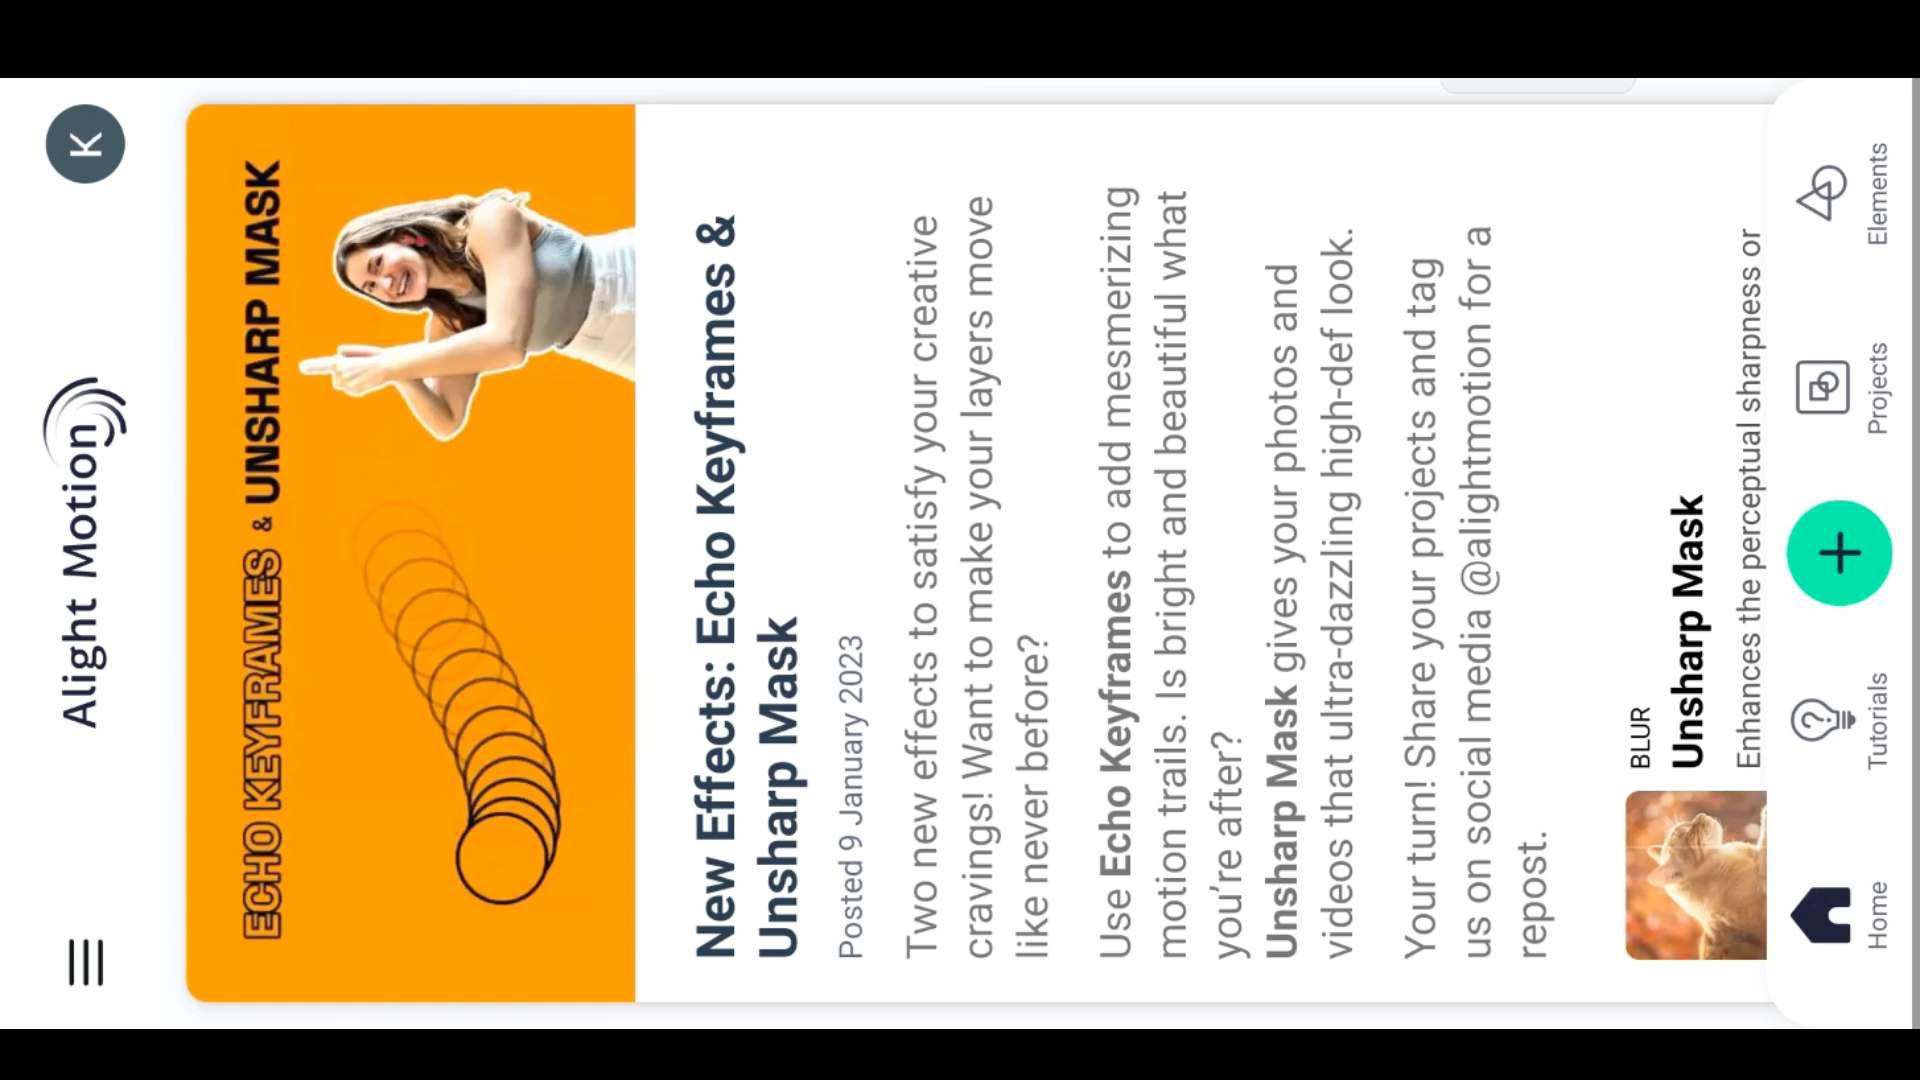 Alight Motion
K
ECHO KEYFRAMES & UNSHARP MASK
New Effects: Echo Keyframes &
Unsharp Mask
Posted 9 January 2023
Two new effects to satisfy your creative
cravings! Want to make your layers move
like never before?
Use Echo Keyframes to add mesmerizing
motion trails. Is bright and beautiful what
you're after?
Unsharp Mask gives your photos and
videos that ultra-dazzling high-def look.
Your turn! Share your projects and tag
us on social media @alightmotion for a
repost.
BLUR
Unsharp Mask
Enhances the perceptual sharpness or
Home
Tutorials
Projects
Elements